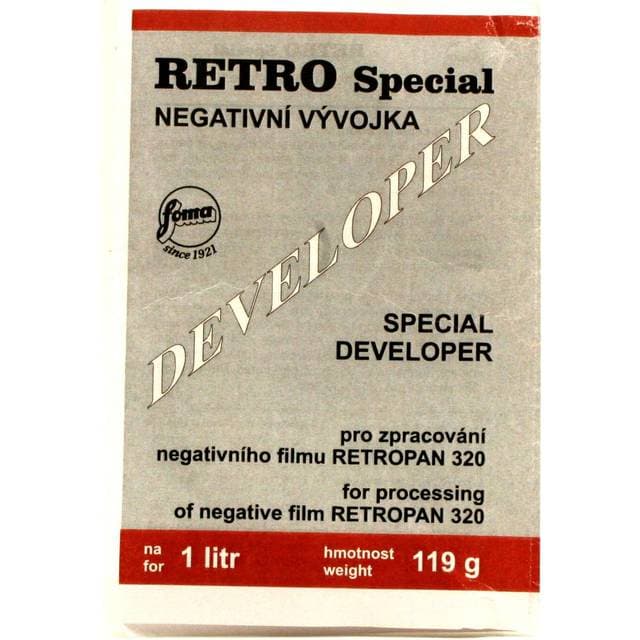 RETRO Special
NEGATIVNÍ VÝVOJKA
DEVELOPER
foma
since 1921
SPECIAL
DEVELOPER
pro zpracování
negativního filmu RETROPAN 320
for processing
of negative film RETROPAN 320
na
for 1 litr
hmotnost
weight 119 g